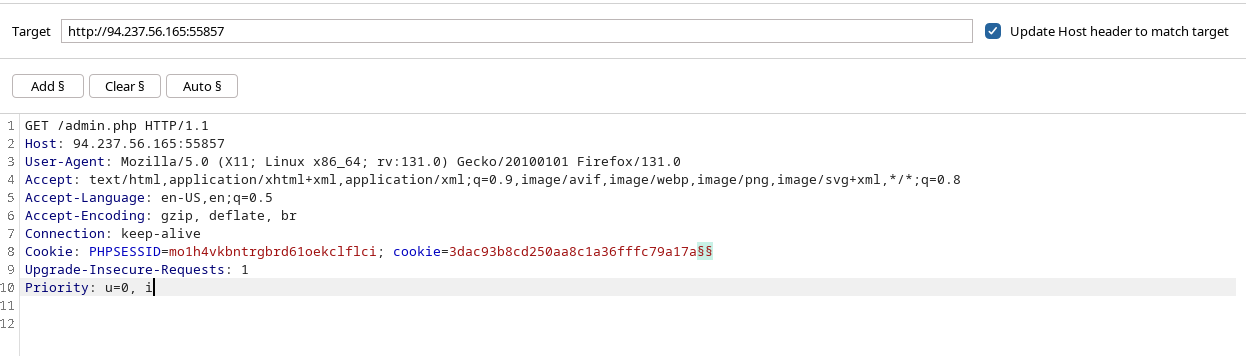 Target http://94.237.56.165:55857 Update Host header to match target
Add § Clear § Auto §
1 GET /admin.php HTTP/1.1
2 Host: 94.237.56.165:55857
3 User-Agent: Mozilla/5.0 (X11; Linux x86_64; rv:131.0) Gecko/20100101 Firefox/131.0
4 Accept: text/html,application/xhtml+xml,application/xml;q=0.9,image/avif,image/webp,image/png,image/svg+xml,*/*;q=0.8
5 Accept-Language: en-US,en;q=0.5
6 Accept-Encoding: gzip, deflate, br
7 Connection: keep-alive
8 Cookie: PHPSESSID=mo1h4vkbntrgbrd61oekclflci; cookie=3dac93b8cd250aa8c1a36fffc79a17a§§
9 Upgrade-Insecure-Requests: 1
10 Priority: u=0, i
11
12